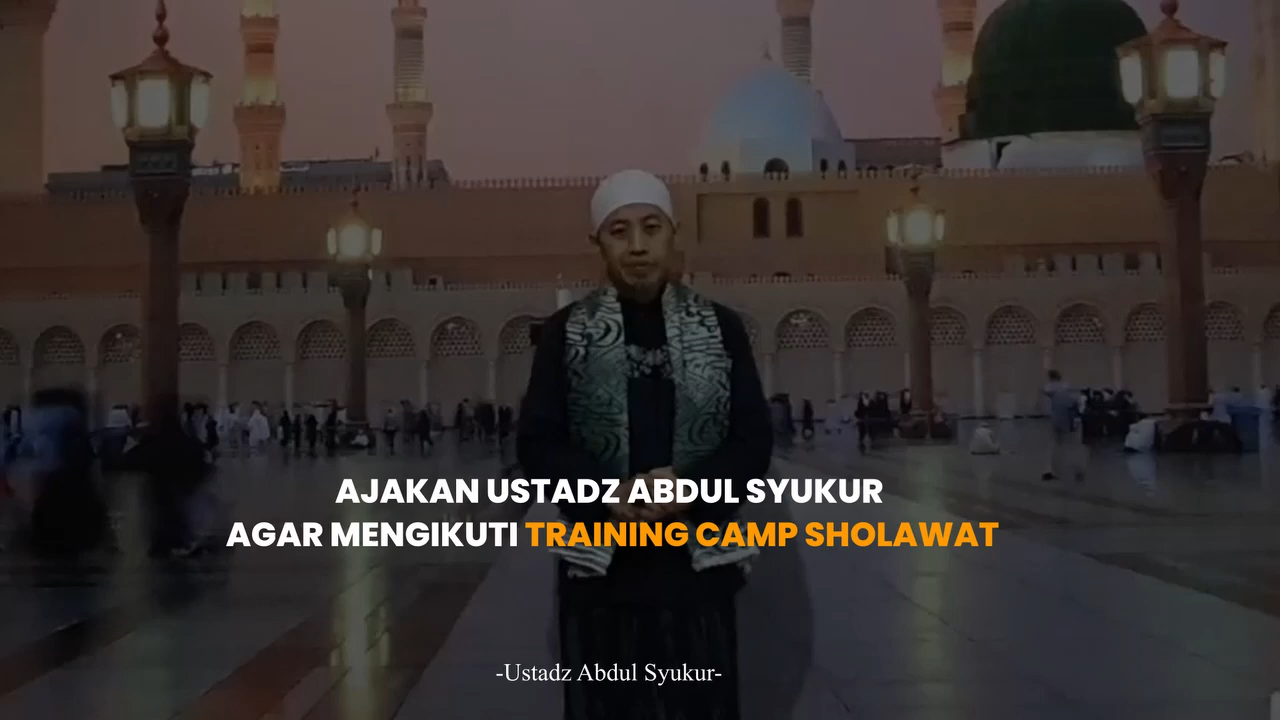 AJAKAN USTADZ ABDUL SYUKUR
AGAR MENGIKUTI TRAINING CAMP SHOLAWAT
-Ustadz Abdul Syukur-